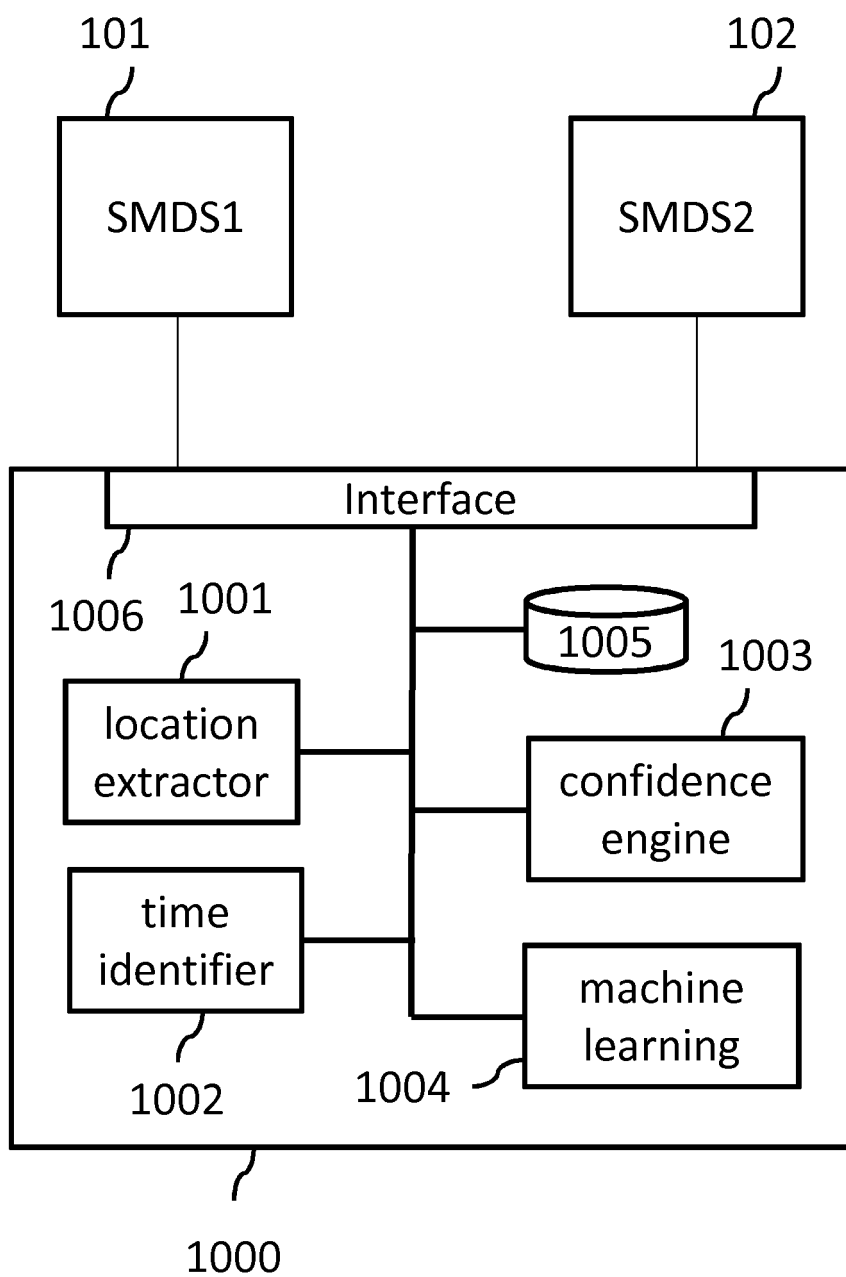 101
102
SMDS1
SMDS2
Interface
1006
1001
1005
1003
location
extractor
confidence
engine
time
identifier
machine
learning
1002
1004
1000